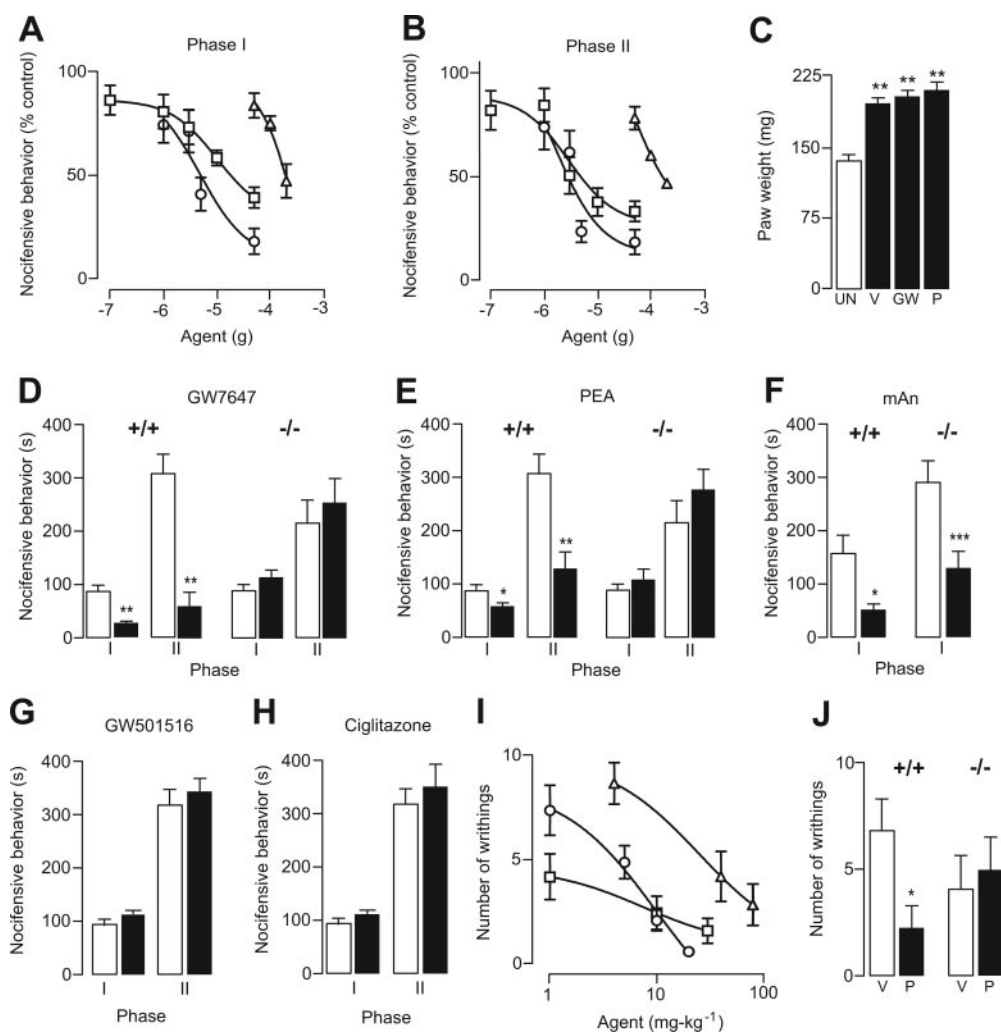 A
Phase I
Nocifensive behavior (% control)
100
50
0
-7 -6 -5 -4 -3
Agent (g)
B
Phase II
Nocifensive behavior (% control)
100
50
0
-7 -6 -5 -4 -3
Agent (g)
C
Paw weight (mg)
225
150
75
0
** ** **
UN V GW P
D
GW7647
Nocifensive behavior (s)
+/+ -/-
400
300
200
100
0
** **
I II I II
Phase
E
PEA
Nocifensive behavior (s)
+/+ -/-
400
300
200
100
0
* **
I II I II
Phase
F
mAn
Nocifensive behavior (s)
+/+ -/-
400
300
200
100
0
* ***
I I
Phase
G
GW501516
Nocifensive behavior (s)
400
300
200
100
0
I II
Phase
H
Ciglitazone
Nocifensive behavior (s)
400
300
200
100
0
I II
Phase
I
Number of writhings
10
5
0
1 10 100
Agent (mg-kg⁻¹)
J
Number of writhings
+/+ -/-
10
5
0
*
V P V P